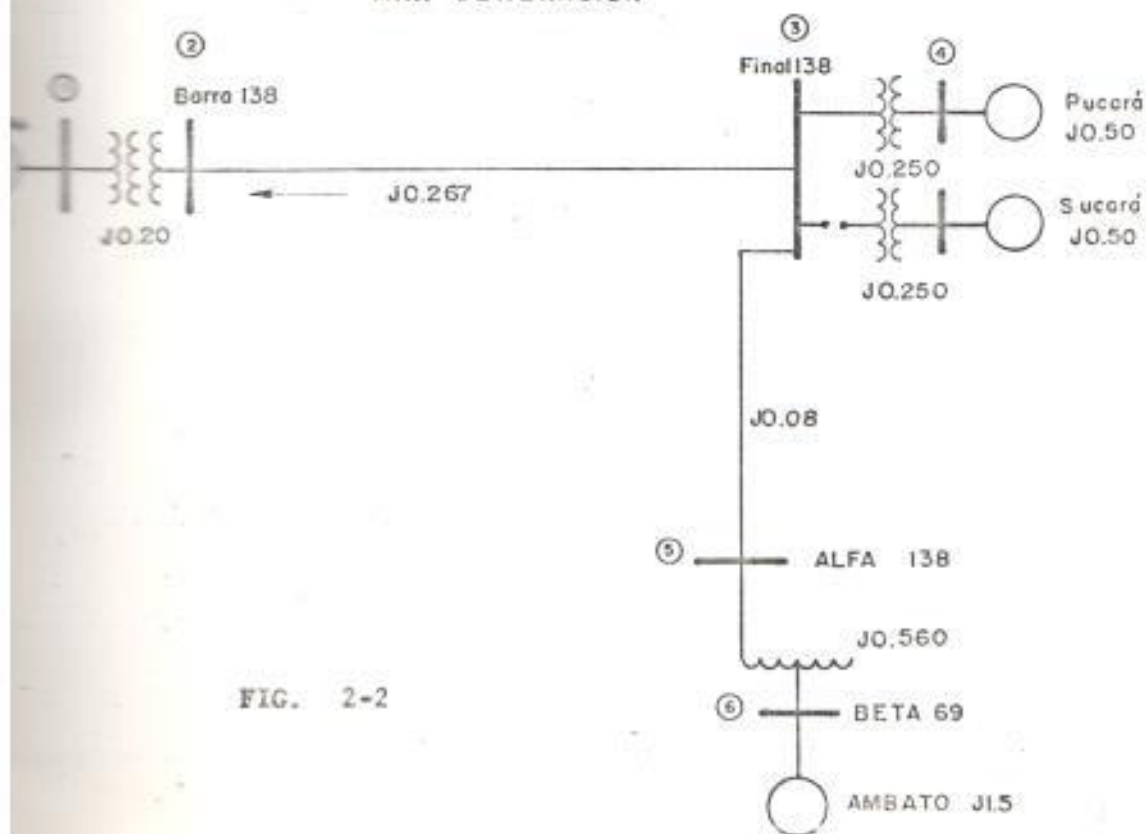 ②
③
④
Barra 138
Final 138
Pucará
J0.50
J0.250
J0.267
J0.20
Sucará
J0.50
J0.250
J0.08
⑤
ALFA 138
J0.560
FIG. 2-2
⑥
BETA 69
AMBATO J1.5